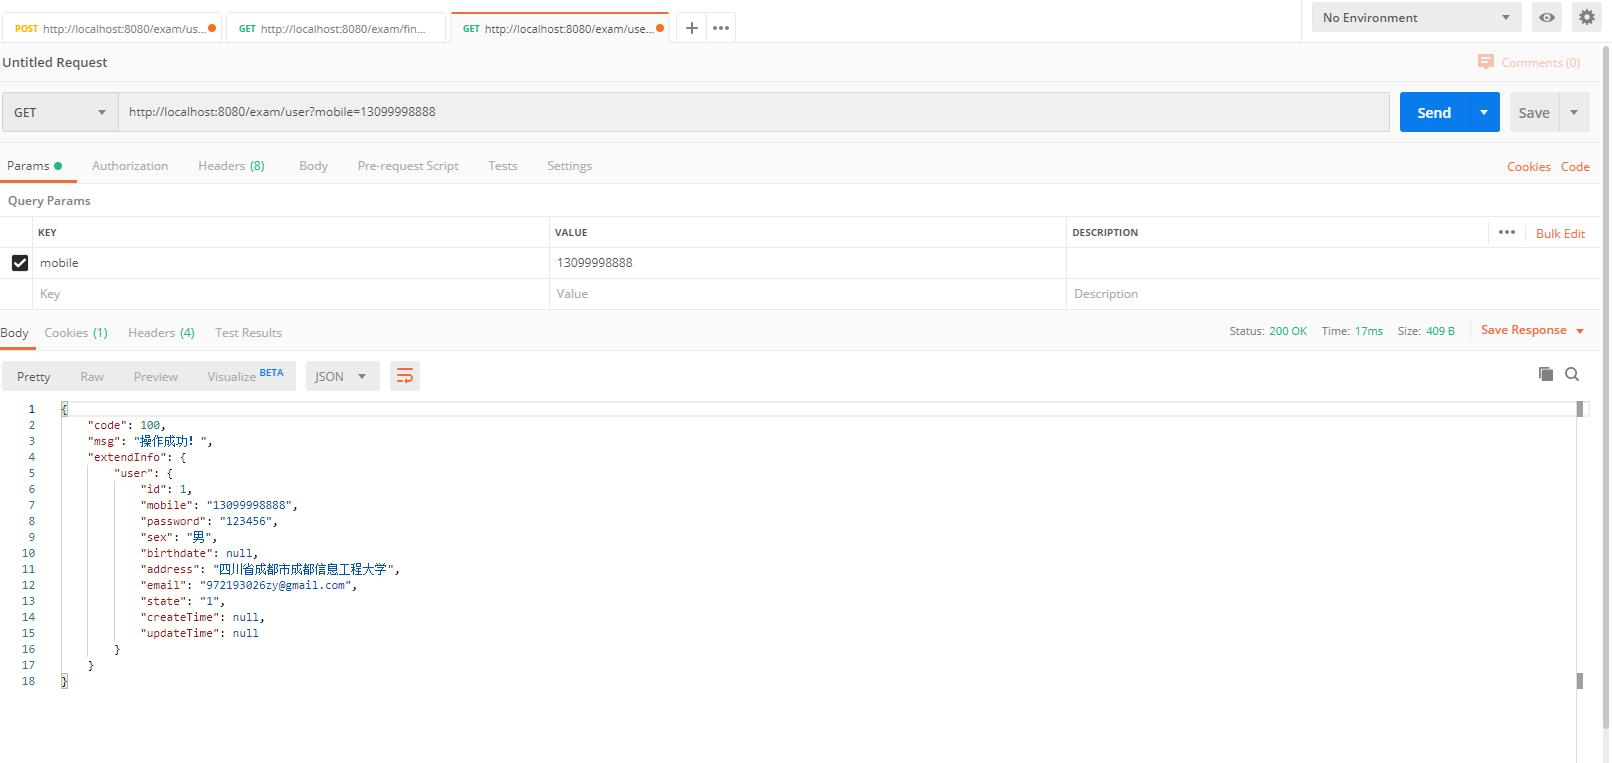 POST http://localhost:8080/exam/us...
GET http://localhost:8080/exam/fin...
GET http://localhost:8080/exam/use...
No Environment
Untitled Request
Comments (0)
GET
http://localhost:8080/exam/user?mobile=13099998888
Send
Save
Params
Authorization
Headers (8)
Body
Pre-request Script
Tests
Settings
Cookies
Code
Query Params
KEY
VALUE
DESCRIPTION
Bulk Edit
mobile
13099998888
Key
Value
Description
Body
Cookies (1)
Headers (4)
Test Results
Status: 200 OK
Time: 17ms
Size: 409 B
Save Response
Pretty
Raw
Preview
Visualize BETA
JSON
1 {
2 "code": 100,
3 "msg": "操作成功！",
4 "extendInfo": {
5 "user": {
6 "id": 1,
7 "mobile": "13099998888",
8 "password": "123456",
9 "sex": "男",
10 "birthdate": null,
11 "address": "四川省成都市成都信息工程大学",
12 "email": "972193026zy@gmail.com",
13 "state": "1",
14 "createTime": null,
15 "updateTime": null
16 }
17 }
18 }